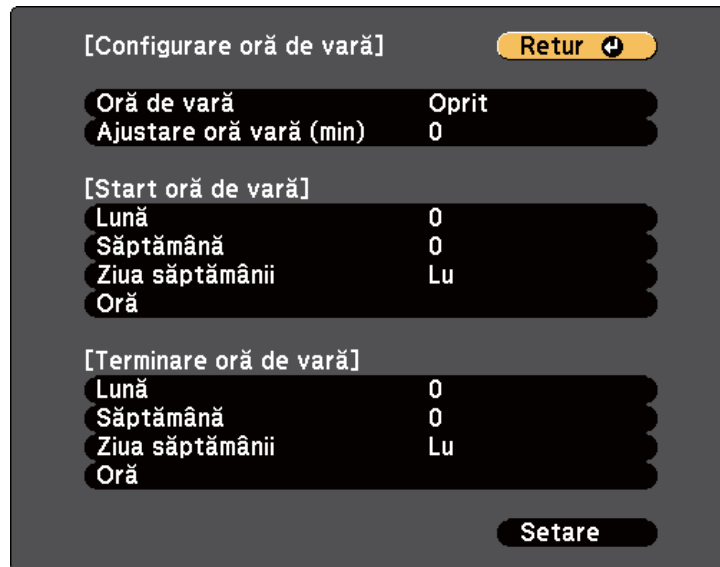 [Configurare oră de vară] Retur
Oră de vară Oprit
Ajustare oră vară (min) 0
[Start oră de vară]
Lună 0
Săptămână 0
Ziua săptămânii Lu
Oră
[Terminare oră de vară]
Lună 0
Săptămână 0
Ziua săptămânii Lu
Oră
Setare